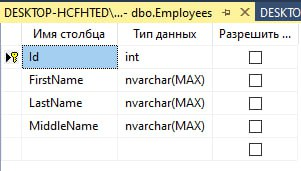 DESKTOP-HCFHTED\...- dbo.Employees
DESKTO
Имя столбца Тип данных Разрешить ...
Id int
FirstName nvarchar(MAX)
LastName nvarchar(MAX)
MiddleName nvarchar(MAX)